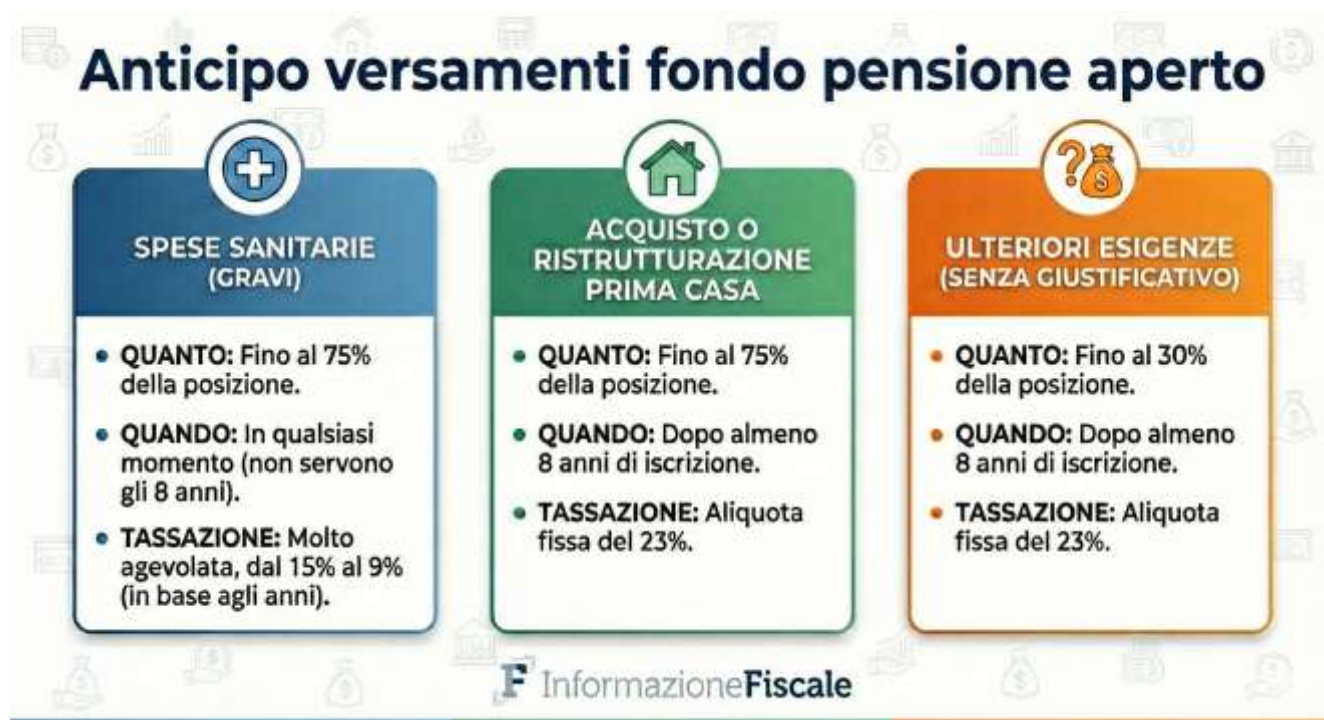 Anticipo versamenti fondo pensione aperto
SPESE SANITARIE
(GRAVI)
• QUANTO: Fino al 75%
della posizione.
• QUANDO: In qualsiasi
momento (non servono
gli 8 anni).
• TASSAZIONE: Molto
agevolata, dal 15% al 9%
(in base agli anni).
ACQUISTO O
RISTRUTTURAZIONE
PRIMA CASA
• QUANTO: Fino al 75%
della posizione.
• QUANDO: Dopo almeno
8 anni di iscrizione.
• TASSAZIONE: Aliquota
fissa del 23%.
ULTERIORI ESIGENZE
(SENZA GIUSTIFICATIVO)
• QUANTO: Fino al 30%
della posizione.
• QUANDO: Dopo almeno
8 anni di iscrizione.
• TASSAZIONE: Aliquota
fissa del 23%.
InformazioneFiscale